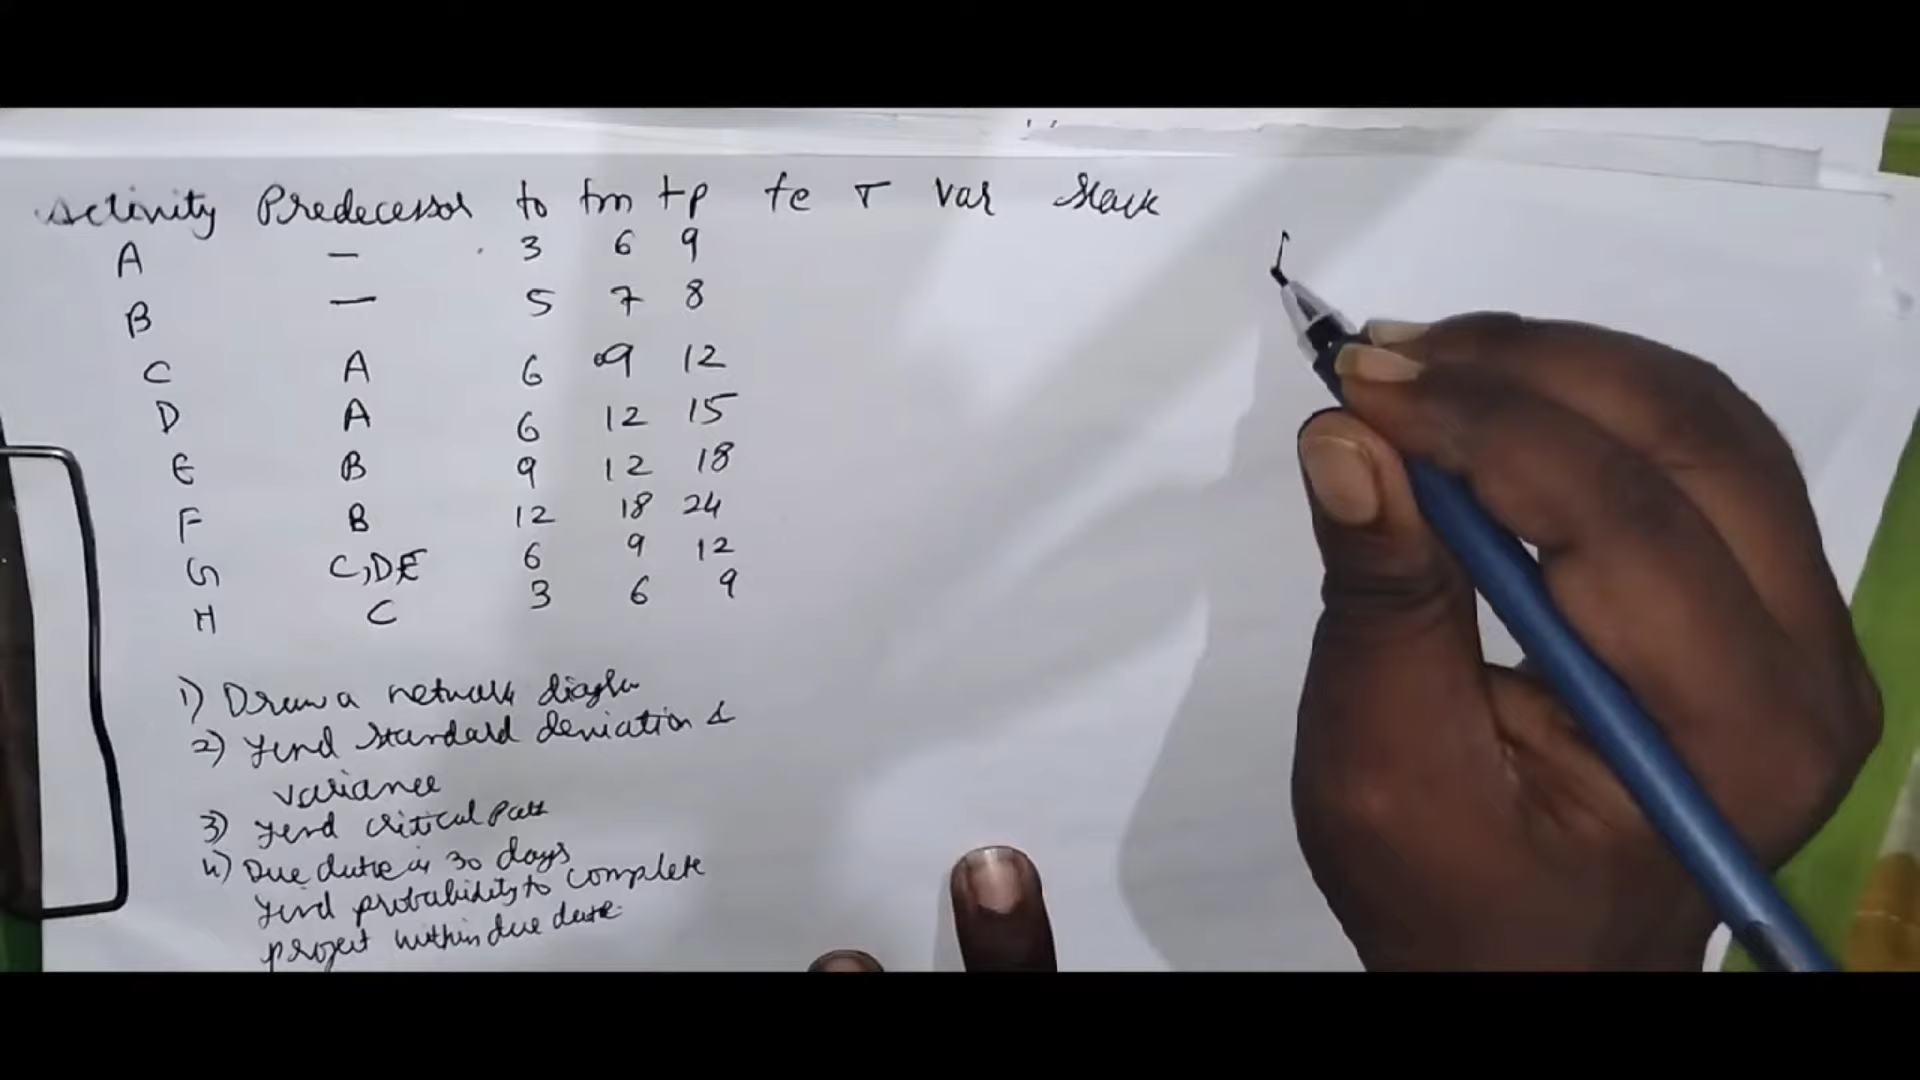 Activity Predecessor to tm tp te σ var slack
A — 3 6 9
B — 5 7 8
C A 6 9 12
D A 6 12 15
E B 9 12 18
F B 12 18 24
G C,D,E 6 9 12
H C 3 6 9
1) Draw a network
2) Find standard deviation &
variance
3) Find critical Path
4) Due date is 30 days
Find probability to complete
project within due date